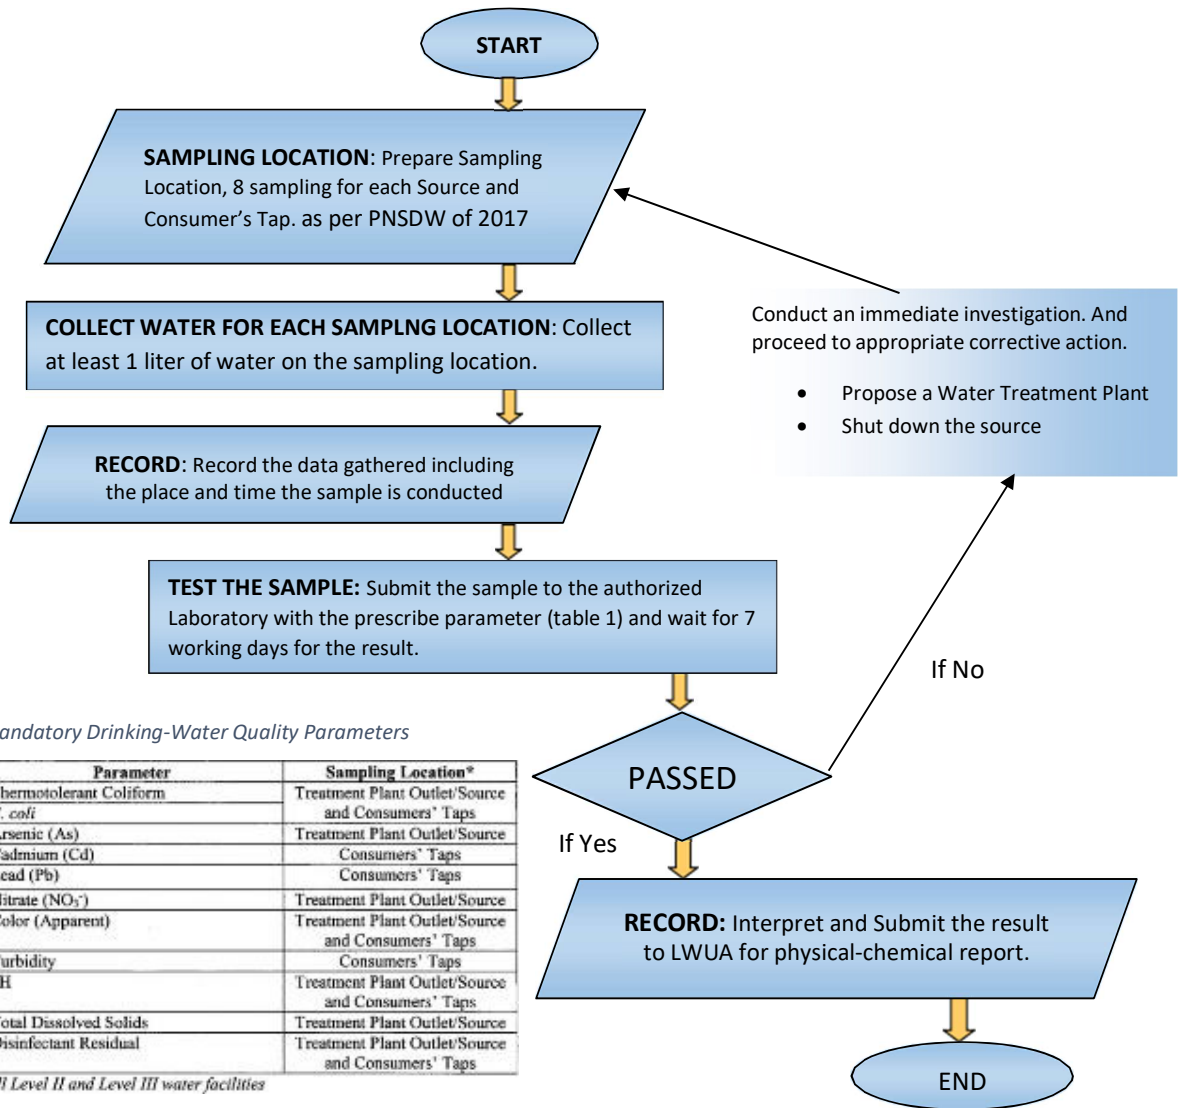 START
SAMPLING LOCATION: Prepare Sampling
Location, 8 sampling for each Source and
Consumer's Tap. as per PNSDW of 2017
COLLECT WATER FOR EACH SAMPLNG LOCATION: Collect
at least 1 liter of water on the sampling location.
RECORD: Record the data gathered including
the place and time the sample is conducted
TEST THE SAMPLE: Submit the sample to the authorized
Laboratory with the prescribe parameter (table 1) and wait for 7
working days for the result.
Conduct an immediate investigation. And
proceed to appropriate corrective action.
• Propose a Water Treatment Plant
• Shut down the source
If No
PASSED
If Yes
RECORD: Interpret and Submit the result
to LWUA for physical-chemical report.
END
andatory Drinking-Water Quality Parameters
Parameter Sampling Location*
hermotolerant Coliform Treatment Plant Outlet/Source
. coli and Consumers' Taps
rsenic (As) Treatment Plant Outlet/Source
admium (Cd) Consumers' Taps
ead (Pb) Consumers' Taps
itrate (NO₃⁻) Treatment Plant Outlet/Source
olor (Apparent) Treatment Plant Outlet/Source
and Consumers' Taps
urbidity Consumers' Taps
H Treatment Plant Outlet/Source
and Consumers' Taps
otal Dissolved Solids Treatment Plant Outlet/Source
isinfectant Residual Treatment Plant Outlet/Source
and Consumers' Taps
ll Level II and Level III water facilities